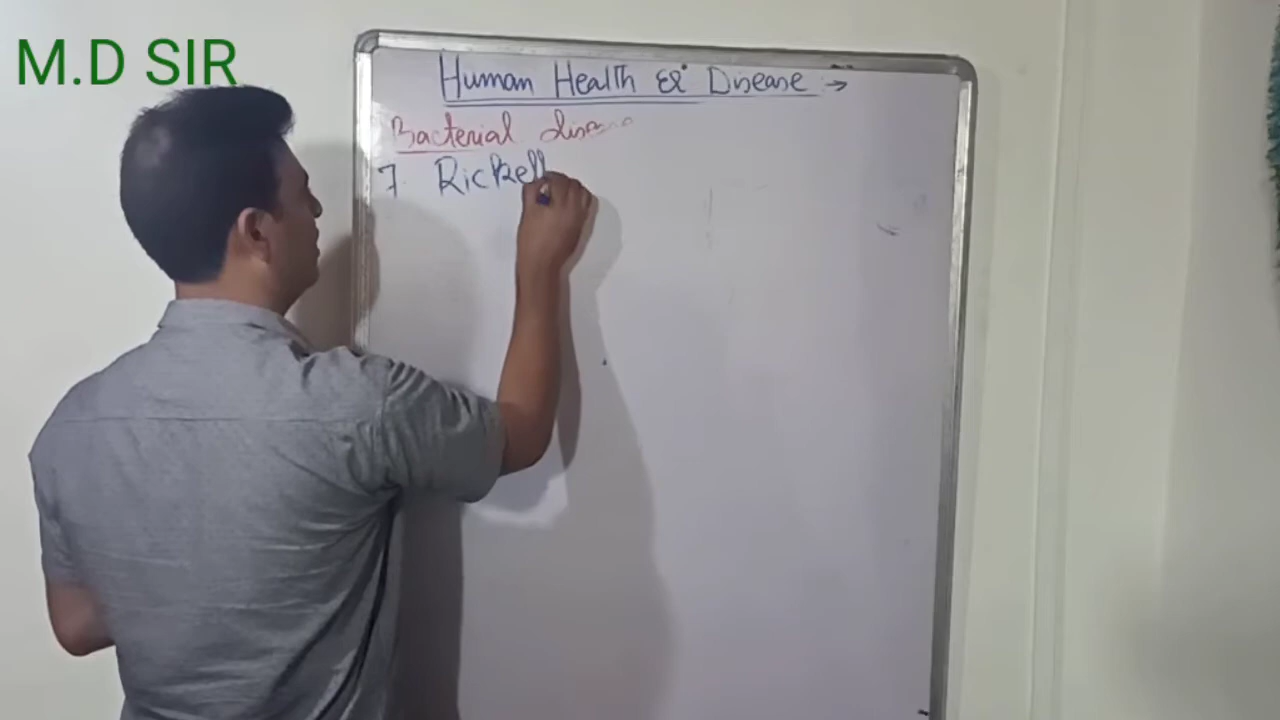 M.D SIR
Human Health & Disease →
Bacterial disease
7. Rickett